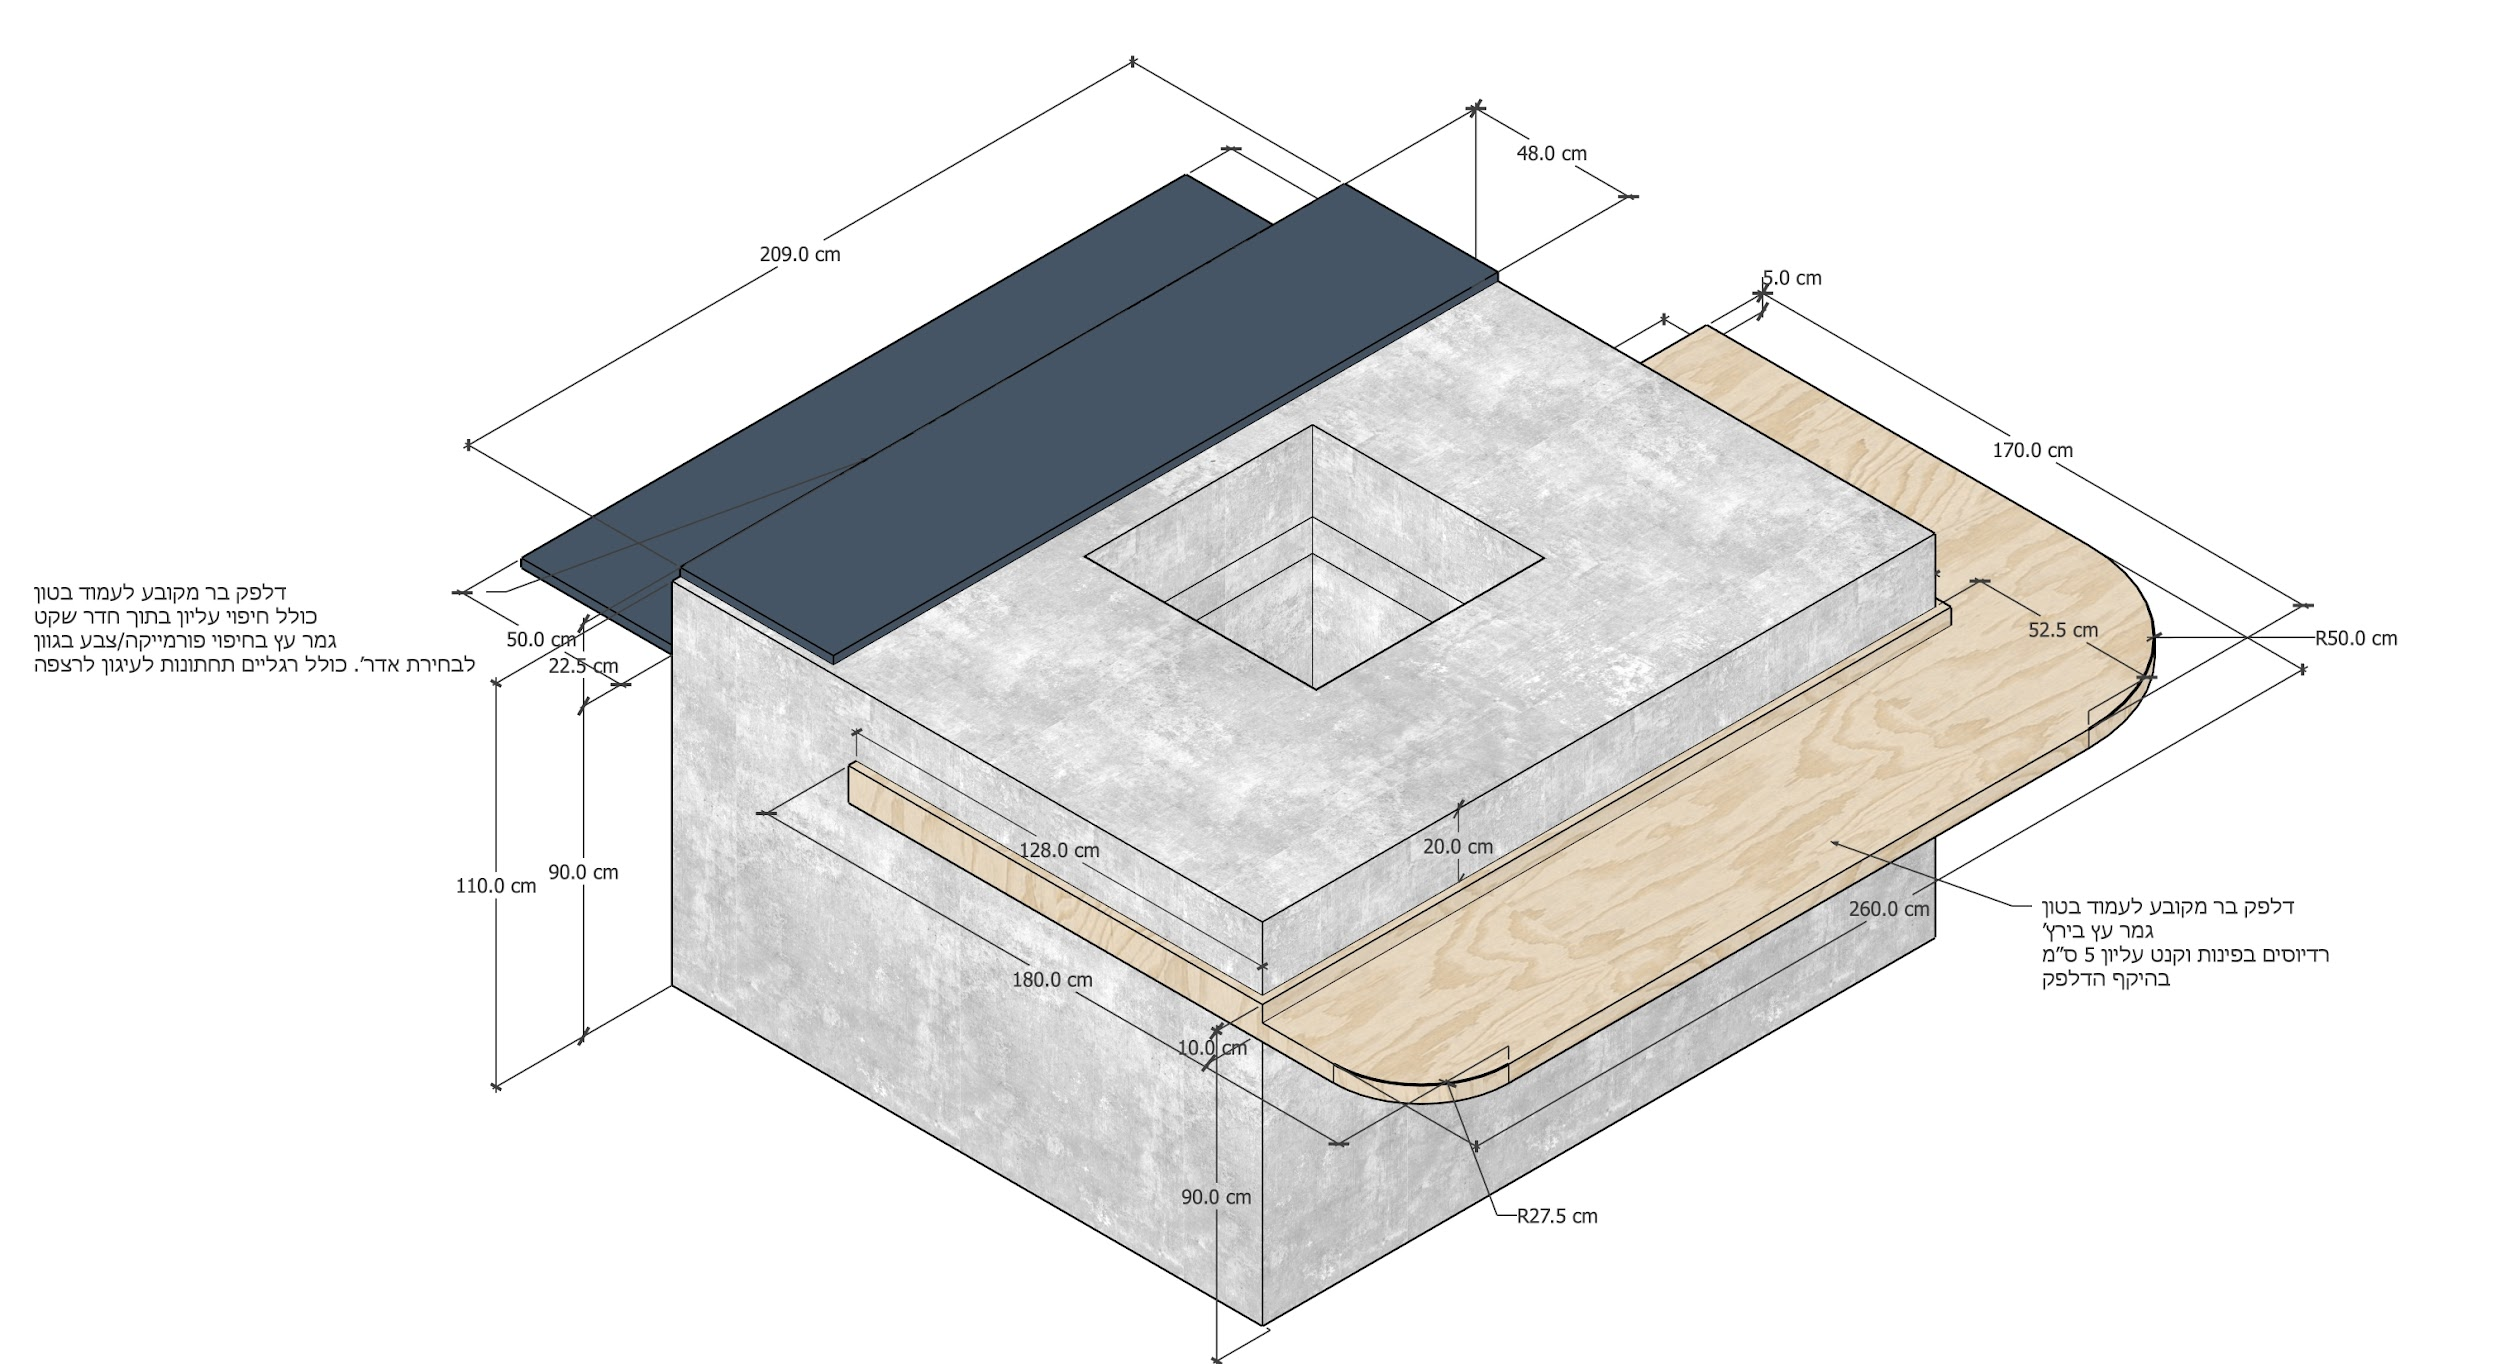 209.0 cm
48.0 cm
5.0 cm
170.0 cm
52.5 cm
R50.0 cm
דלפק בר מקובע לעמוד בטון
כולל חיפוי עליון בתוך חדר שקט
גמר עץ בחיפוי פורמייקה/צבע בגוון
לבחירת אדר'. כולל רגליים תחתונות לעיגון לרצפה
50.0 cm
22.5 cm
110.0 cm
90.0 cm
128.0 cm
20.0 cm
180.0 cm
10.0 cm
260.0 cm
דלפק בר מקובע לעמוד בטון
גמר עץ בירץ'
רדיוסים בפינות וקנט עליון 5 ס"מ
בהיקף הדלפק
90.0 cm
R27.5 cm